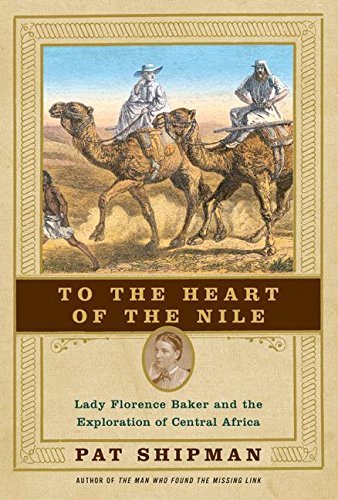 TO THE HEART
OF THE NILE
Lady Florence Baker and the
Exploration of Central Africa
PAT SHIPMAN
AUTHOR OF THE MAN WHO FOUND THE MISSING LINK